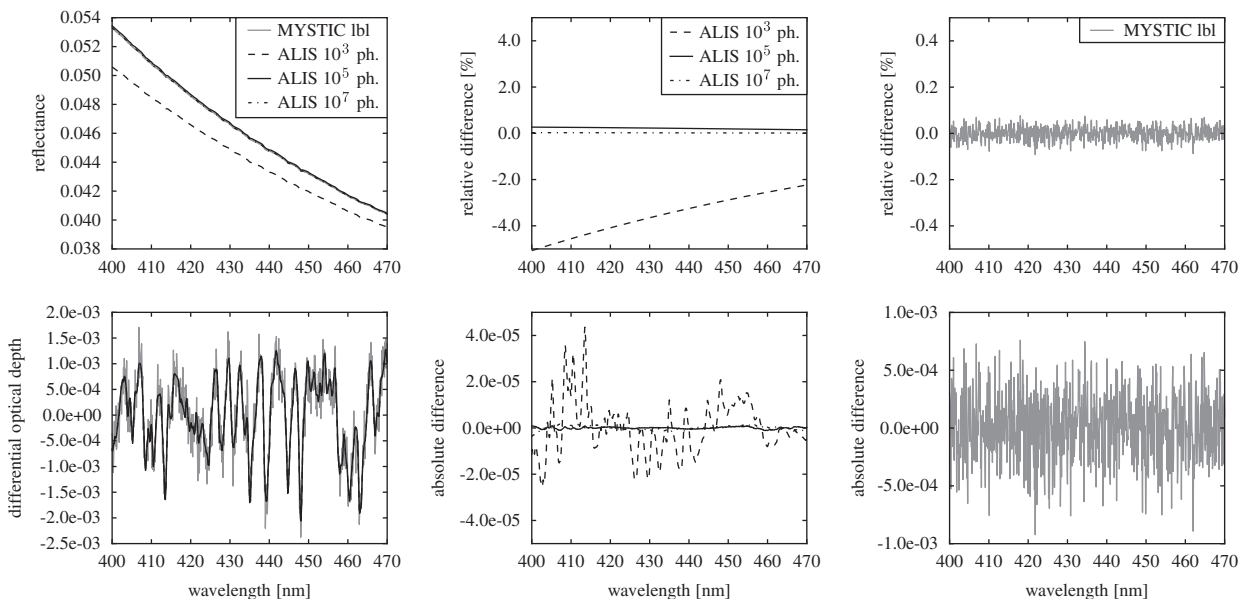 0.054
0.052
0.050
0.048
0.046
0.044
0.042
0.040
0.038
reflectance
MYSTIC lbl
ALIS 10³ ph.
ALIS 10⁵ ph.
ALIS 10⁷ ph.
400 410 420 430 440 450 460 470
4.0
2.0
0.0
-2.0
-4.0
relative difference [%]
ALIS 10³ ph.
ALIS 10⁵ ph.
ALIS 10⁷ ph.
400 410 420 430 440 450 460 470
0.4
0.2
0.0
-0.2
-0.4
relative difference [%]
MYSTIC lbl
400 410 420 430 440 450 460 470
2.0e-03
1.5e-03
1.0e-03
5.0e-04
0.0e+00
-5.0e-04
-1.0e-03
-1.5e-03
-2.0e-03
-2.5e-03
differential optical depth
400 410 420 430 440 450 460 470
wavelength [nm]
4.0e-05
2.0e-05
0.0e+00
-2.0e-05
-4.0e-05
absolute difference
400 410 420 430 440 450 460 470
wavelength [nm]
1.0e-03
5.0e-04
0.0e+00
-5.0e-04
-1.0e-03
absolute difference
400 410 420 430 440 450 460 470
wavelength [nm]